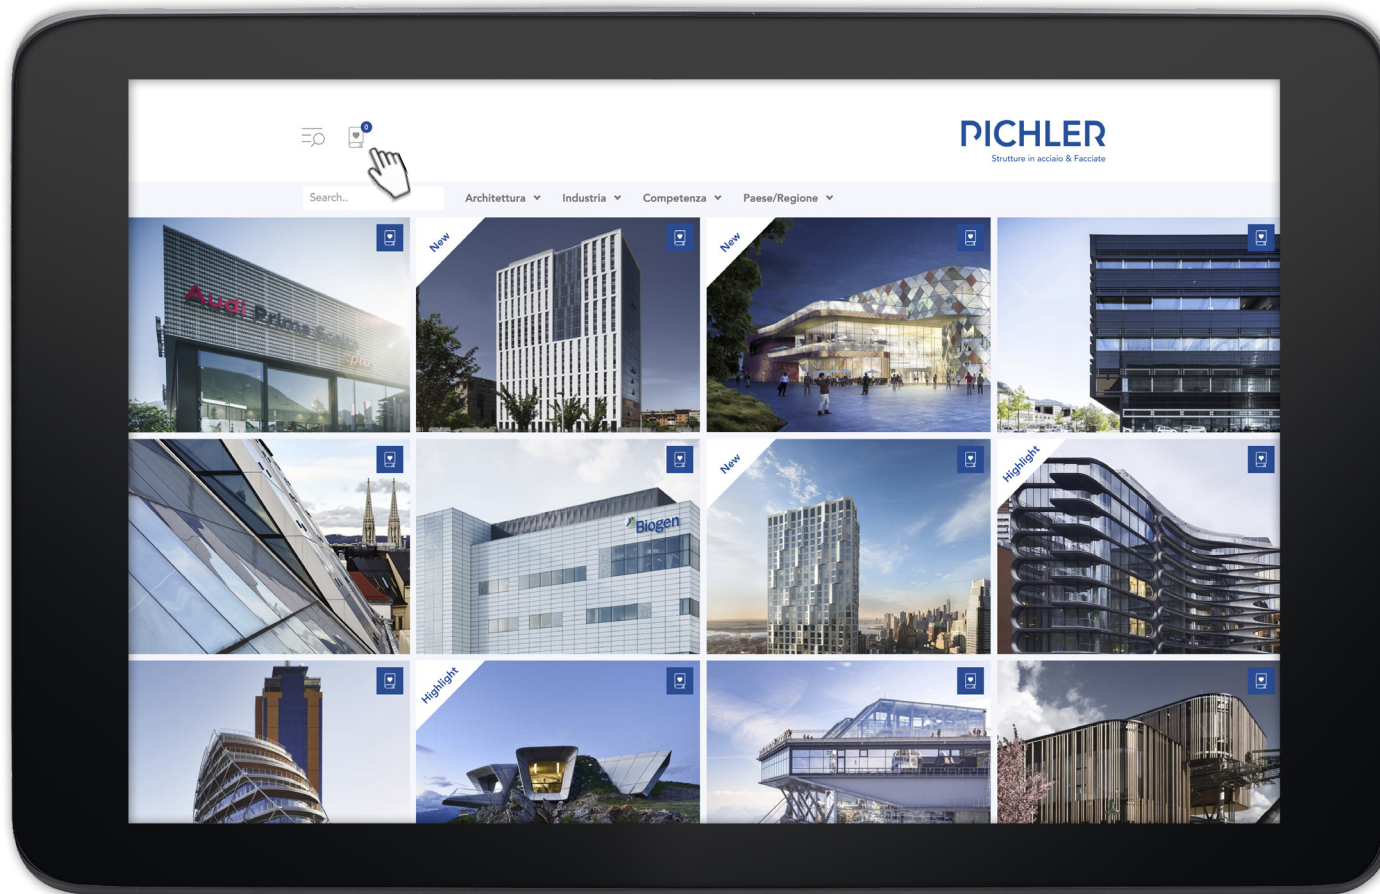 0
PICHLER
Strutture in acciaio & Facciate
Search..
Architettura
Industria
Competenza
Paese/Regione
Audi Prima Scelta
:plus
New
New
Biogen
New
Highlight
Highlight